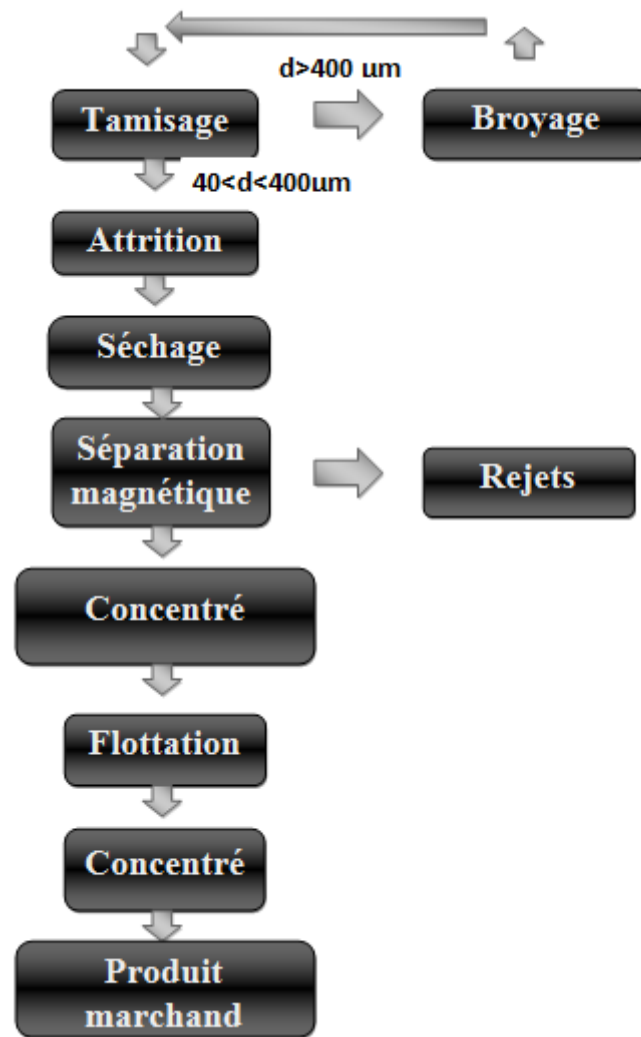 d>400 um
Tamisage
Broyage
40<d<400um
Attrition
Séchage
Séparation
magnétique
Rejets
Concentré
Flottation
Concentré
Produit
marchand